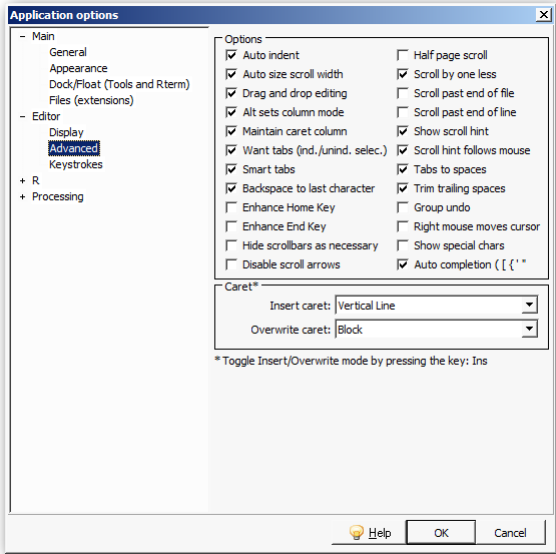 Application options
− Main
General
Appearance
Dock/Float (Tools and Rterm)
Files (extensions)
− Editor
Display
Advanced
Keystrokes
+ R
+ Processing
Options
Auto indent
Auto size scroll width
Drag and drop editing
Alt sets column mode
Maintain caret column
Want tabs (ind./unind. selec.)
Smart tabs
Backspace to last character
Enhance Home Key
Enhance End Key
Hide scrollbars as necessary
Disable scroll arrows
Half page scroll
Scroll by one less
Scroll past end of file
Scroll past end of line
Show scroll hint
Scroll hint follows mouse
Tabs to spaces
Trim trailing spaces
Group undo
Right mouse moves cursor
Show special chars
Auto completion ( [ { ' "
Caret*
Insert caret: Vertical Line
Overwrite caret: Block
* Toggle Insert/Overwrite mode by pressing the key: Ins
Help
OK
Cancel